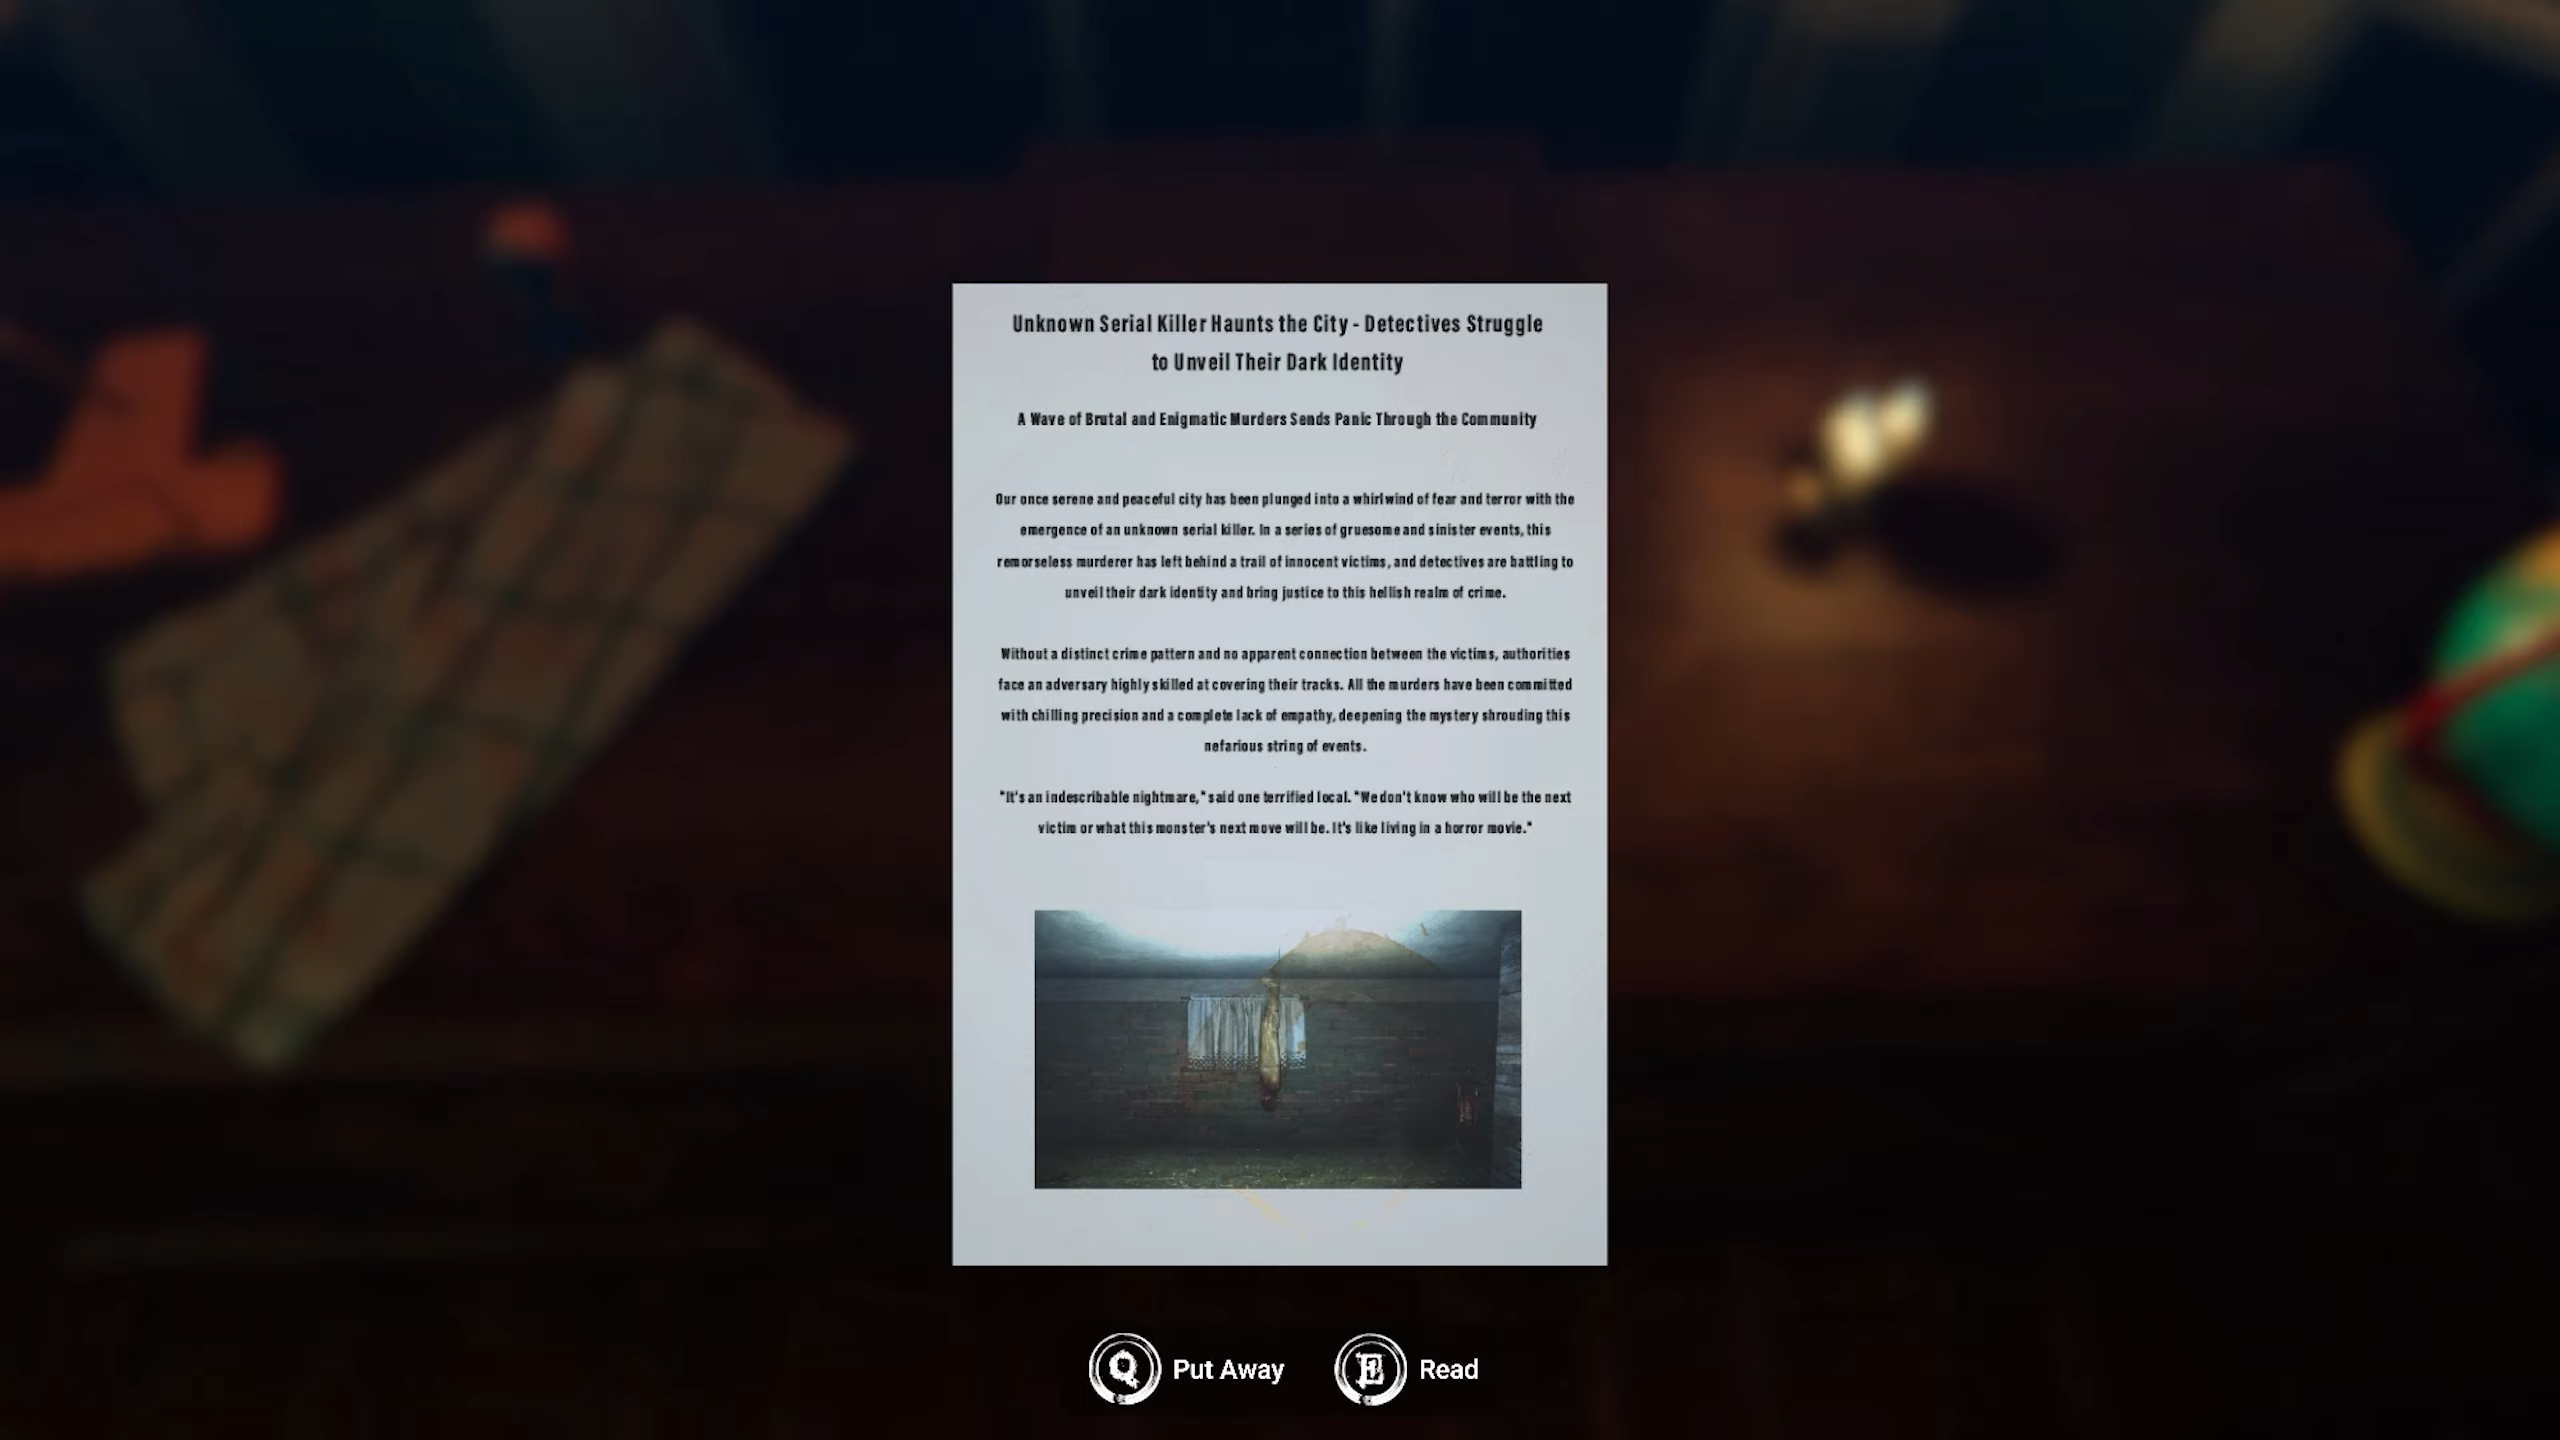 Unknown Serial Killer Haunts the City - Detectives Struggle
to Unveil Their Dark Identity
A Wave of Brutal and Enigmatic Murders Sends Panic Through the Community
Our once serene and peaceful city has been plunged into a whirlwind of fear and terror with the
emergence of an unknown serial killer. In a series of gruesome and sinister events, this
remorseless murderer has left behind a trail of innocent victims, and detectives are battling to
unveil their dark identity and bring justice to this hellish realm of crime.
Without a distinct crime pattern and no apparent connection between the victims, authorities
face an adversary highly skilled at covering their tracks. All the murders have been committed
with chilling precision and a complete lack of empathy, deepening the mystery shrouding this
nefarious string of events.
"It's an indescribable nightmare," said one terrified local. "We don't know who will be the next
victim or what this monster's next move will be. It's like living in a horror movie."
Q Put Away E Read